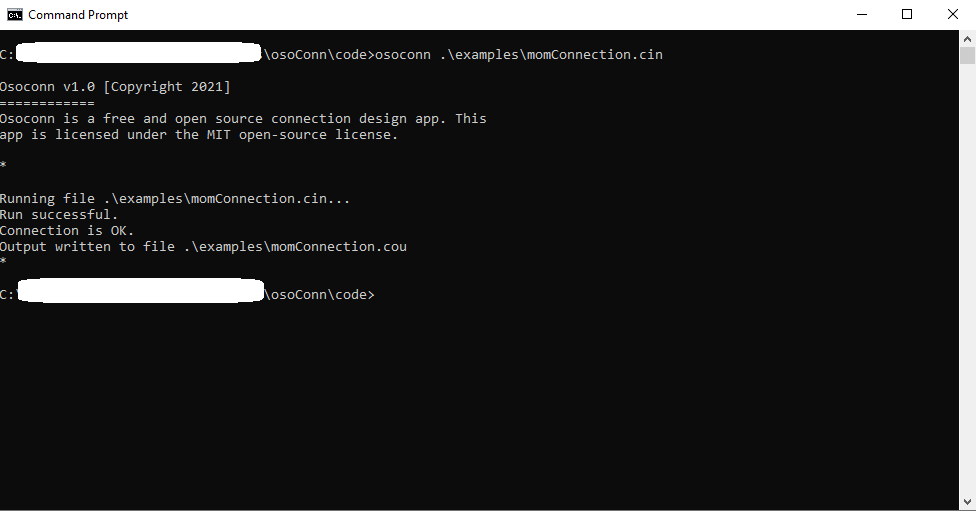 Command Prompt
C:\osoConn\code>osoconn .\examples\momConnection.cin
Osoconn v1.0 [Copyright 2021]
============
Osoconn is a free and open source connection design app. This
app is licensed under the MIT open-source license.
*
Running file .\examples\momConnection.cin...
Run successful.
Connection is OK.
Output written to file .\examples\momConnection.cou
*
C:\osoConn\code>